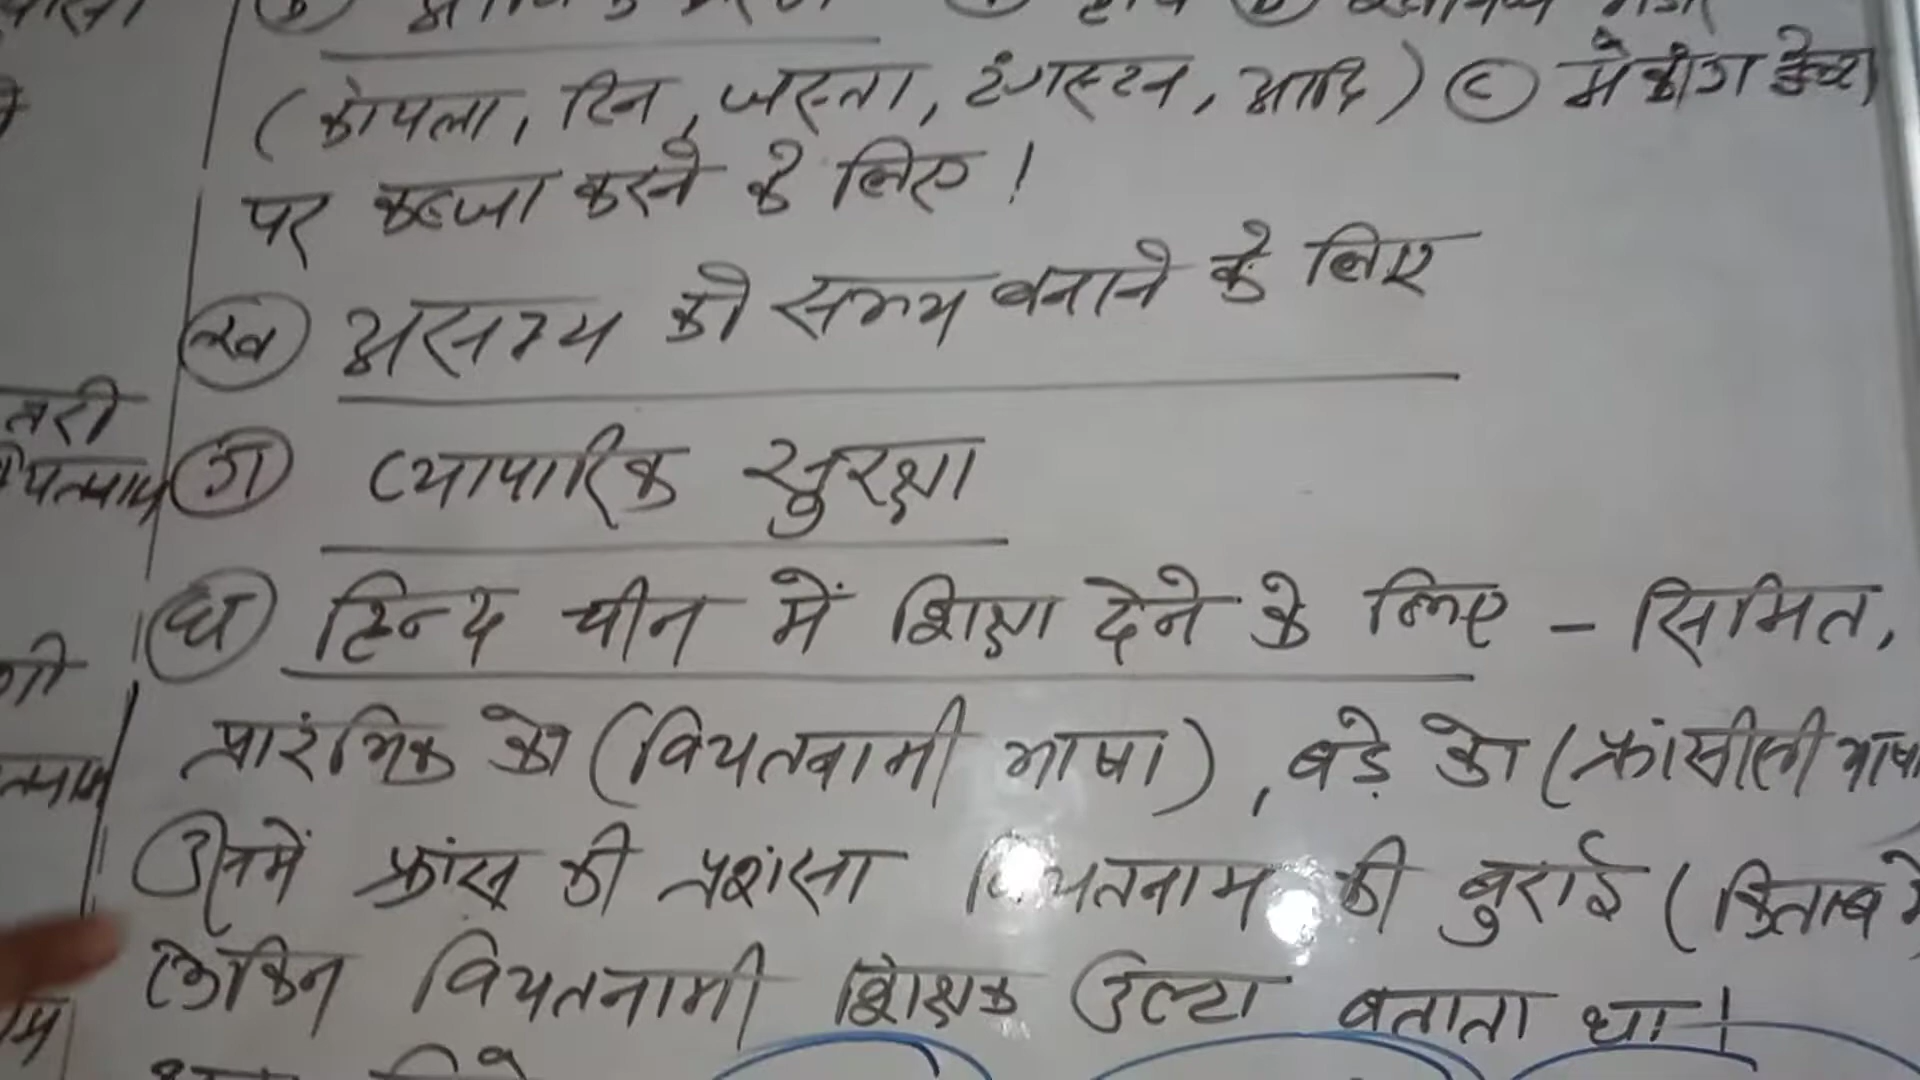 (कोयला, टिन, जस्ता, टंगस्टन, आदि) (c) मेकांग डेल्टा
पर कब्जा करने के लिए।
(ख) असभ्य को सभ्य बनाने के लिए
(ग) व्यापारिक सुरक्षा
(घ) हिन्द चीन में शिक्षा देने के लिए - सिमित,
प्रारंभिक को (वियतनामी भाषा), बड़े को (फ्रांसीसी भाषा
उनमें फ्रांस की प्रशंसा वियतनाम की बुराई (किताब में
लेकिन वियतनामी शिक्षक उल्टा बताता था।